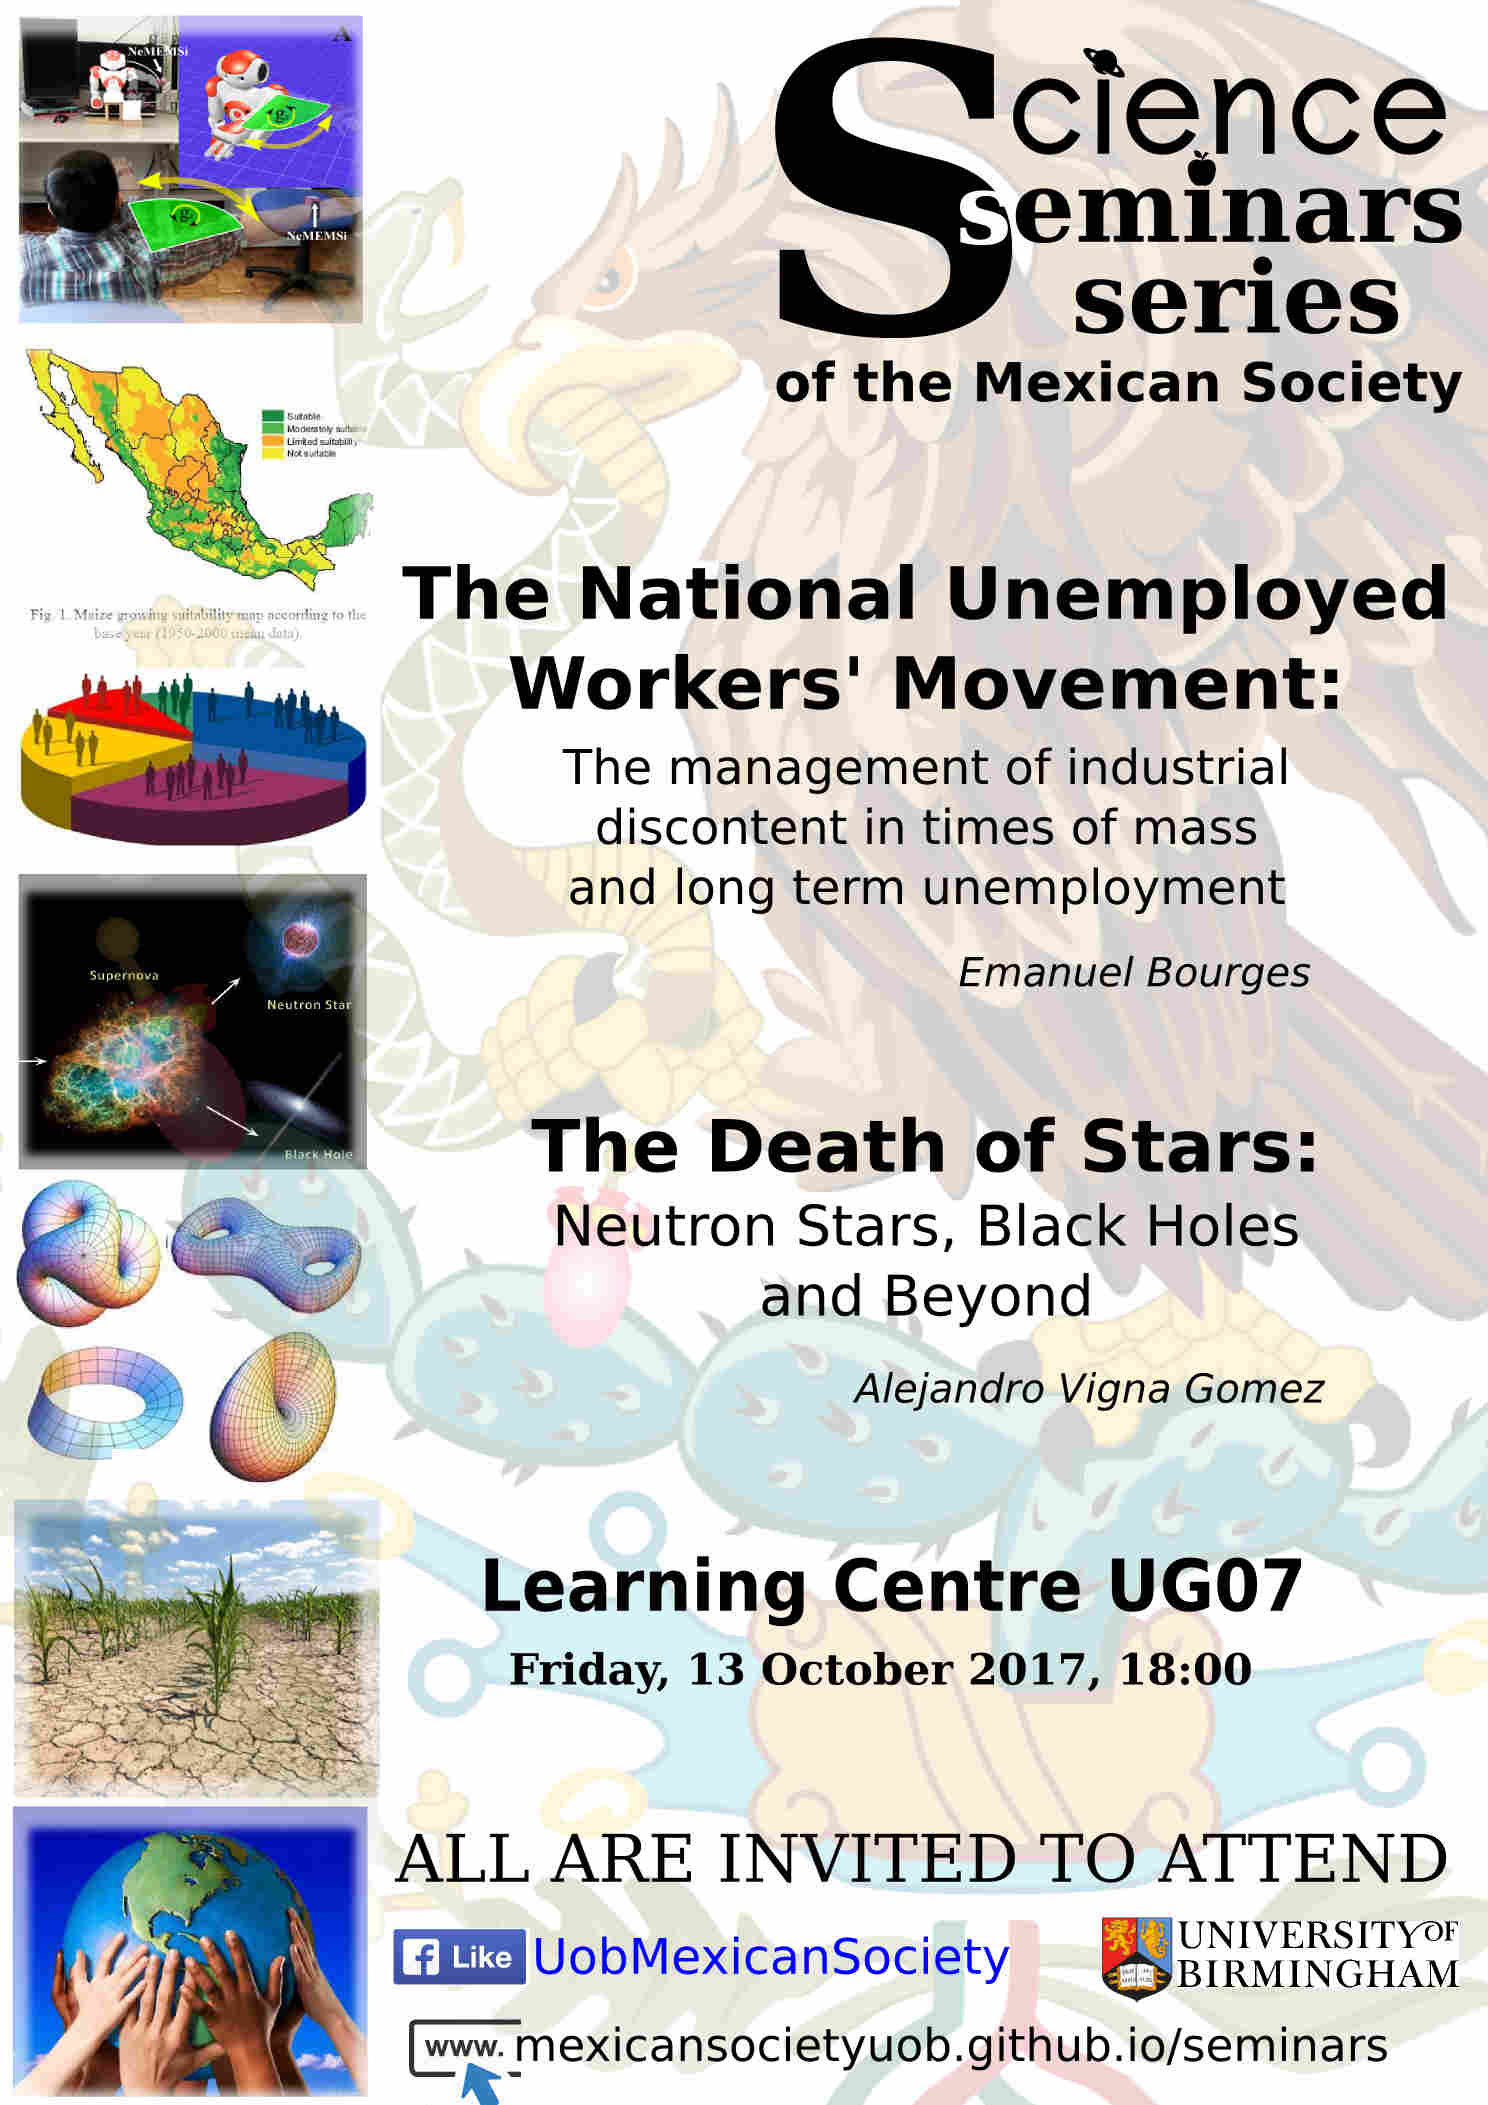 A
NeMEMSi
g
g
NeMEMSi
Science
seminars
series
of the Mexican Society
Suitable
Moderately suitable
Limited suitability
Not suitable
Fig. 1. Maize growing suitability map according to the
base year (1950-2000 mean data).
The National Unemployed
Workers' Movement:
The management of industrial
discontent in times of mass
and long term unemployment
Emanuel Bourges
Supernova
Neutron Star
Black Hole
The Death of Stars:
Neutron Stars, Black Holes
and Beyond
Alejandro Vigna Gomez
Learning Centre UG07
Friday, 13 October 2017, 18:00
ALL ARE INVITED TO ATTEND
f Like UobMexicanSociety
UNIVERSITY OF
BIRMINGHAM
www. mexicansocietyuob.github.io/seminars